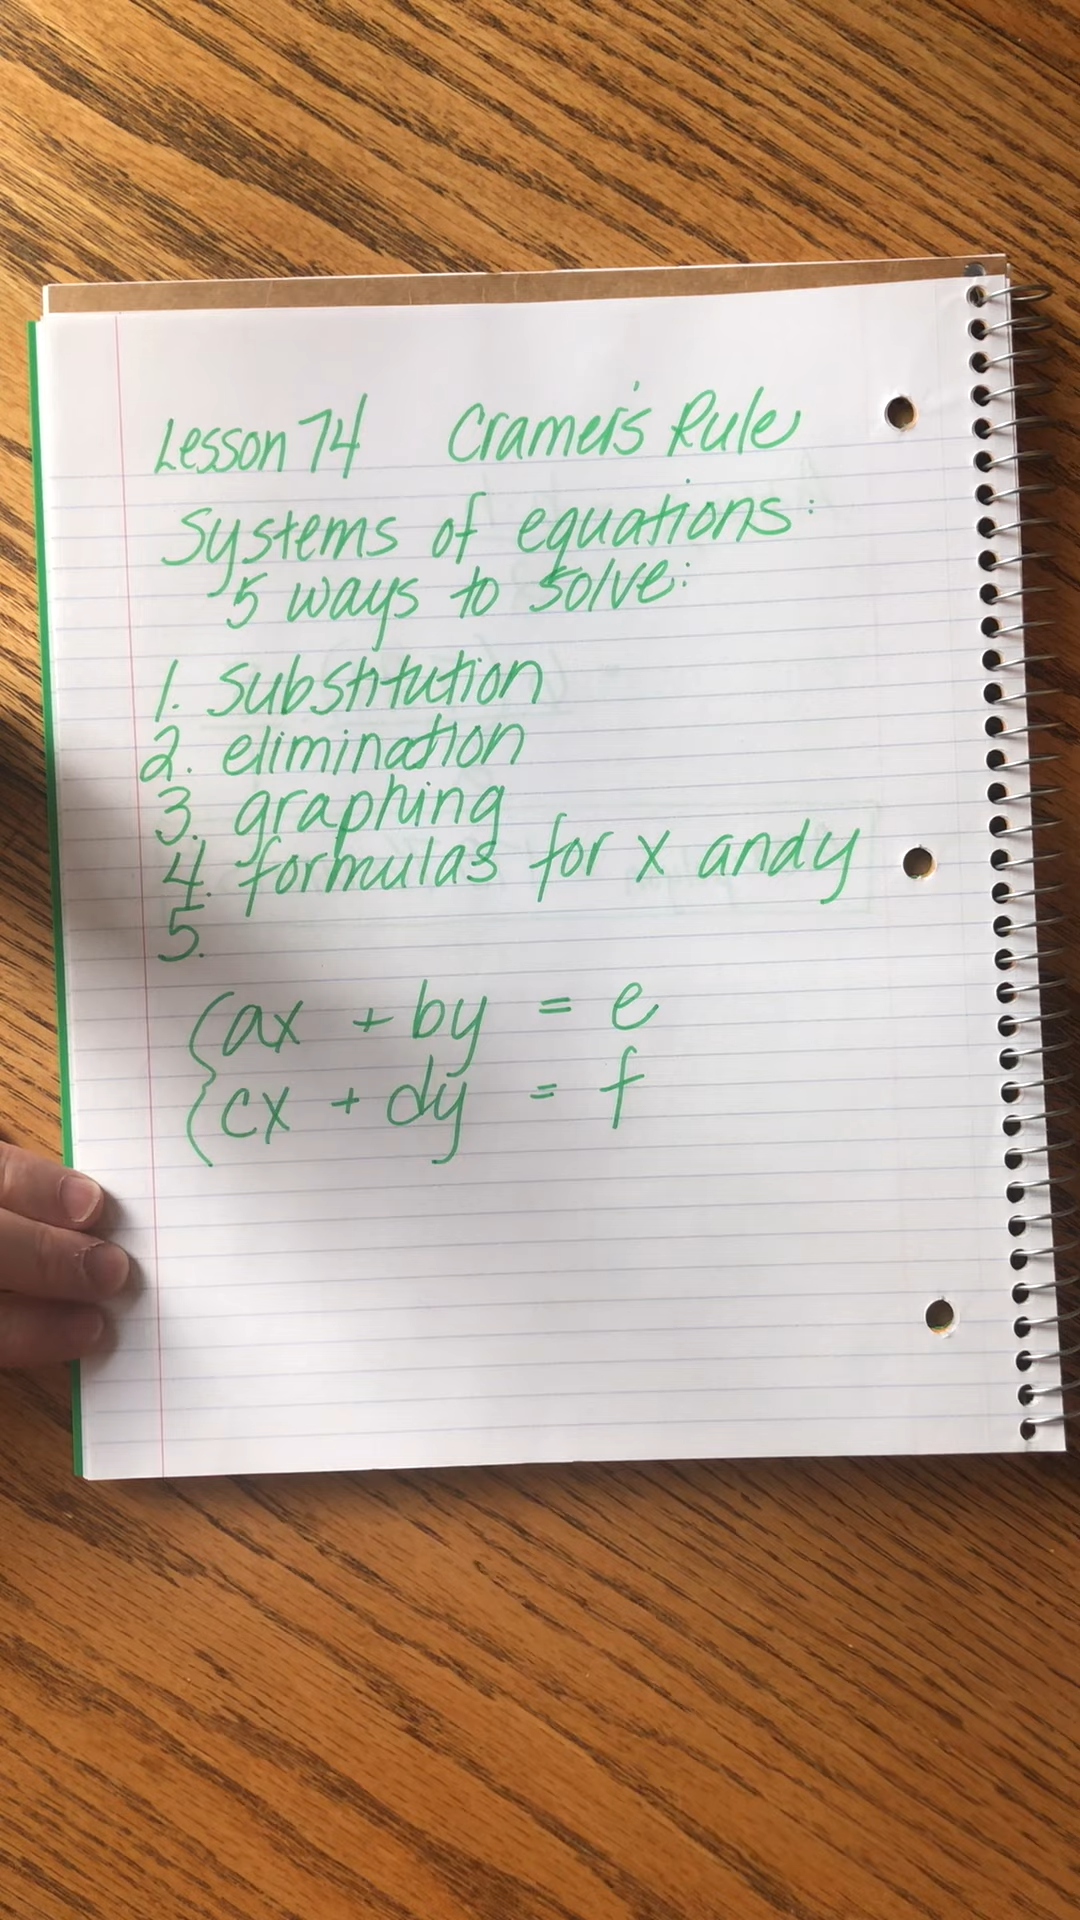 Lesson 74 Cramer's Rule
Systems of equations:
5 ways to solve:
1. substitution
2. elimination
3. graphing
4. formulas for x and y
5.
{ax + by = e
{cx + dy = f